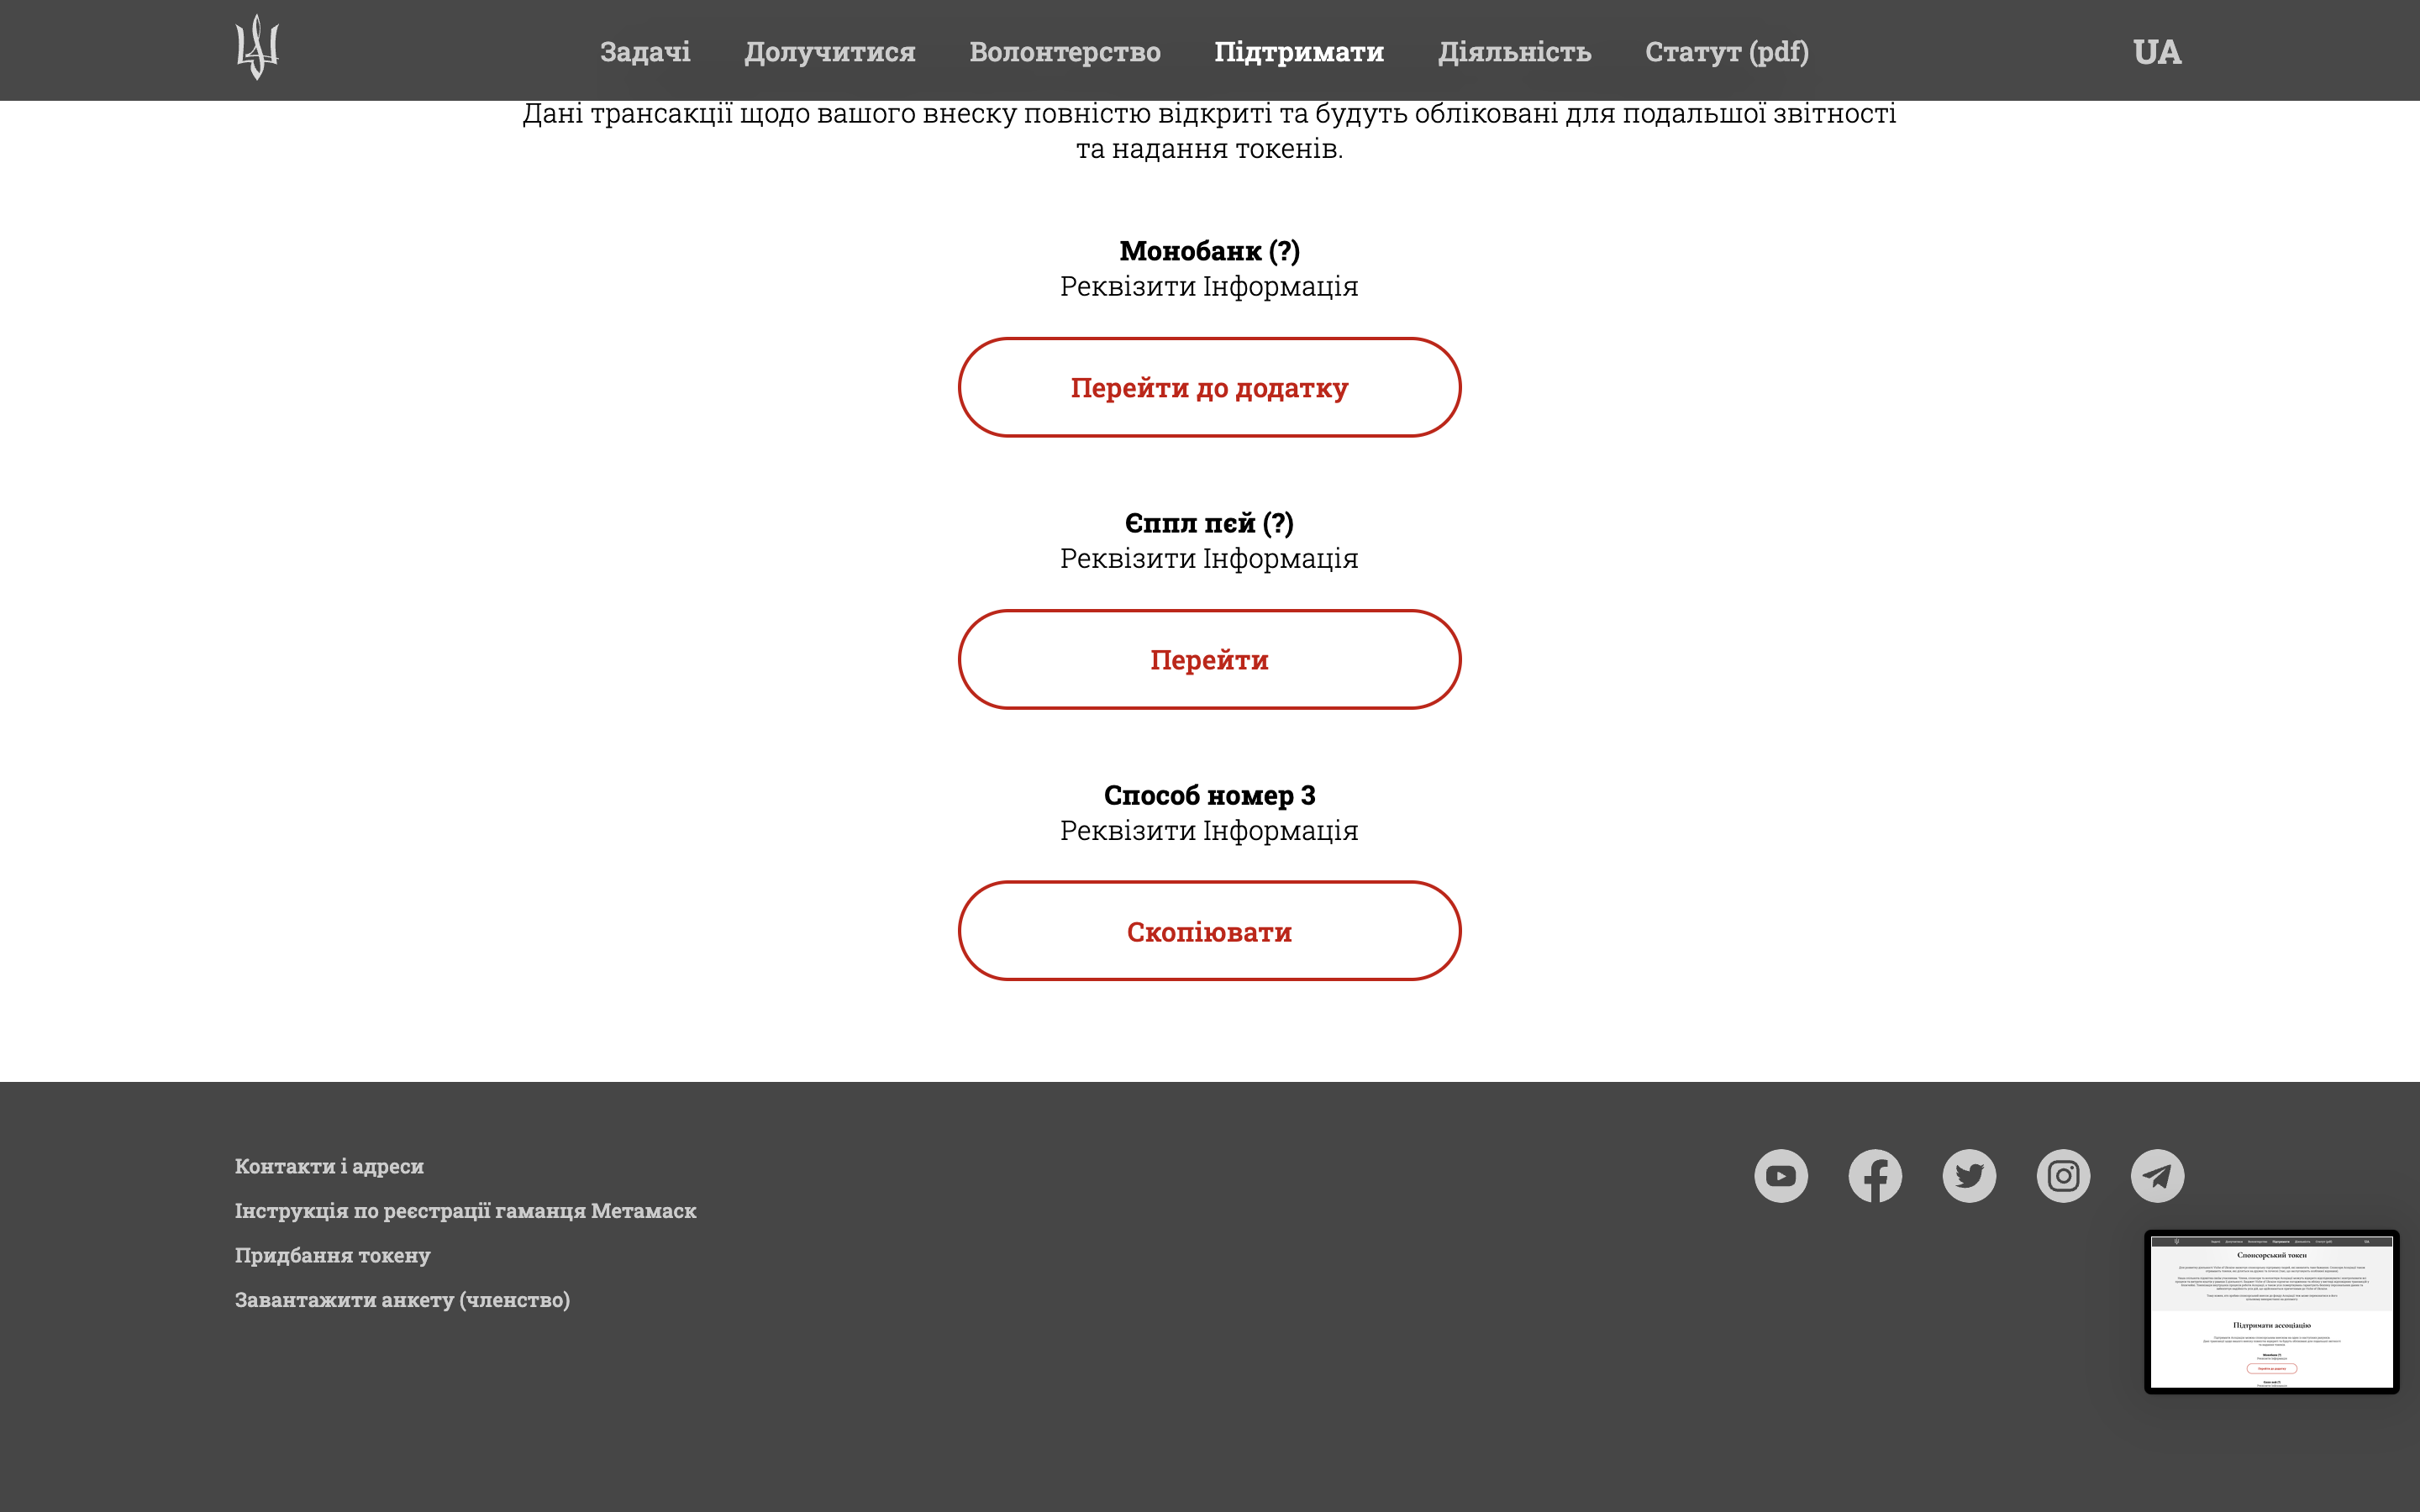 Задачі Долучитися Волонтерство Підтримати Діяльність Статут (pdf) UA
Дані трансакції щодо вашого внеску повністю відкриті та будуть обліковані для подальшої звітності
та надання токенів.
Монобанк (?)
Реквізити Інформація
Перейти до додатку
Єппл пєй (?)
Реквізити Інформація
Перейти
Способ номер 3
Реквізити Інформація
Скопіювати
Контакти і адреси
Інструкція по реєстрації гаманця Метамаск
Придбання токену
Завантажити анкету (членство)
Спонсорський токен
Підтримати ассоціацію